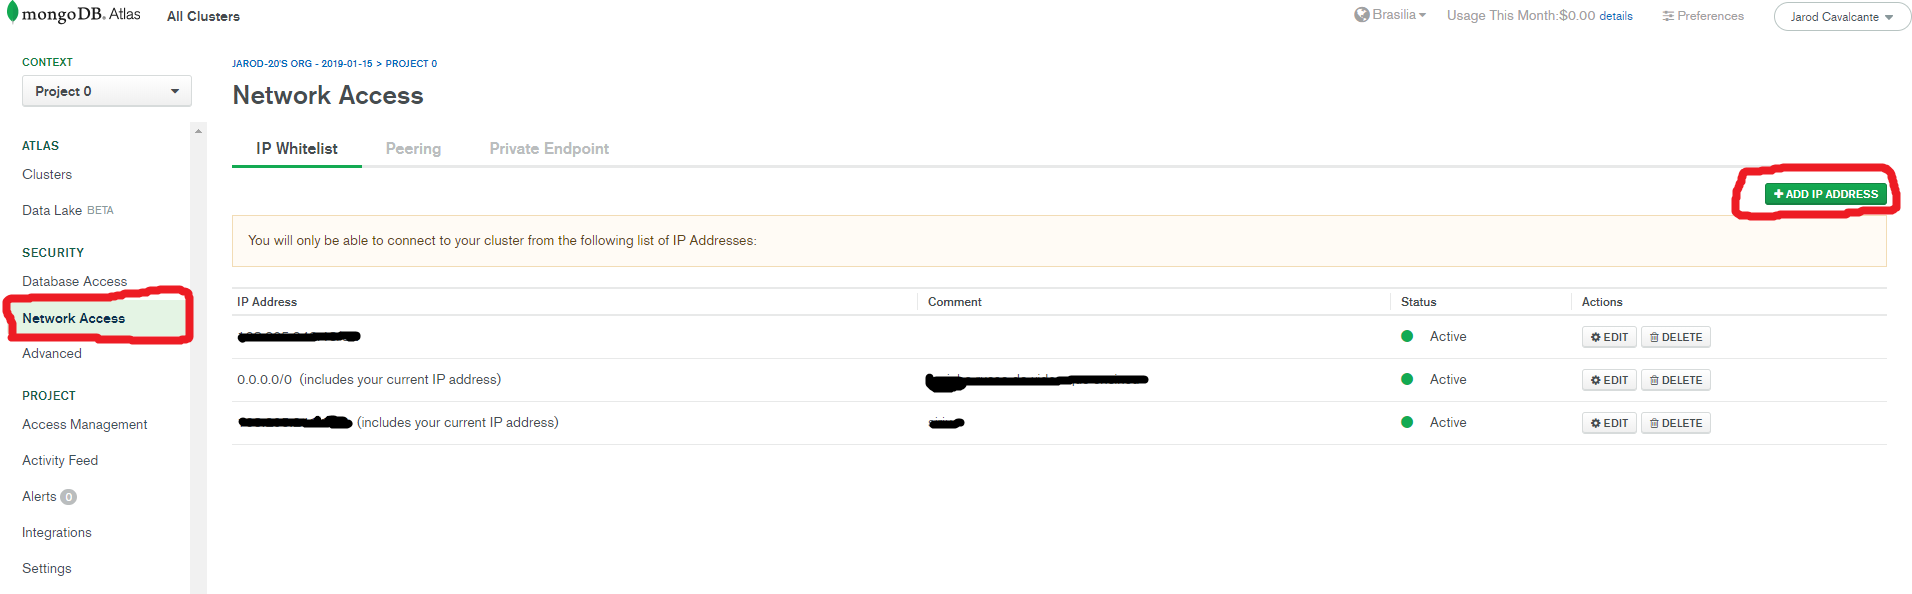 mongoDB. Atlas All Clusters Brasilia Usage This Month:$0.00 details Preferences Jarod Cavalcante
CONTEXT
Project 0
ATLAS
Clusters
Data Lake BETA
SECURITY
Database Access
Network Access
Advanced
PROJECT
Access Management
Activity Feed
Alerts 0
Integrations
Settings
JAROD-20'S ORG - 2019-01-15 > PROJECT 0
Network Access
IP Whitelist Peering Private Endpoint
ADD IP ADDRESS
You will only be able to connect to your cluster from the following list of IP Addresses:
IP Address Comment Status Actions
Active EDIT DELETE
0.0.0.0/0 (includes your current IP address) Active EDIT DELETE
(includes your current IP address) Active EDIT DELETE